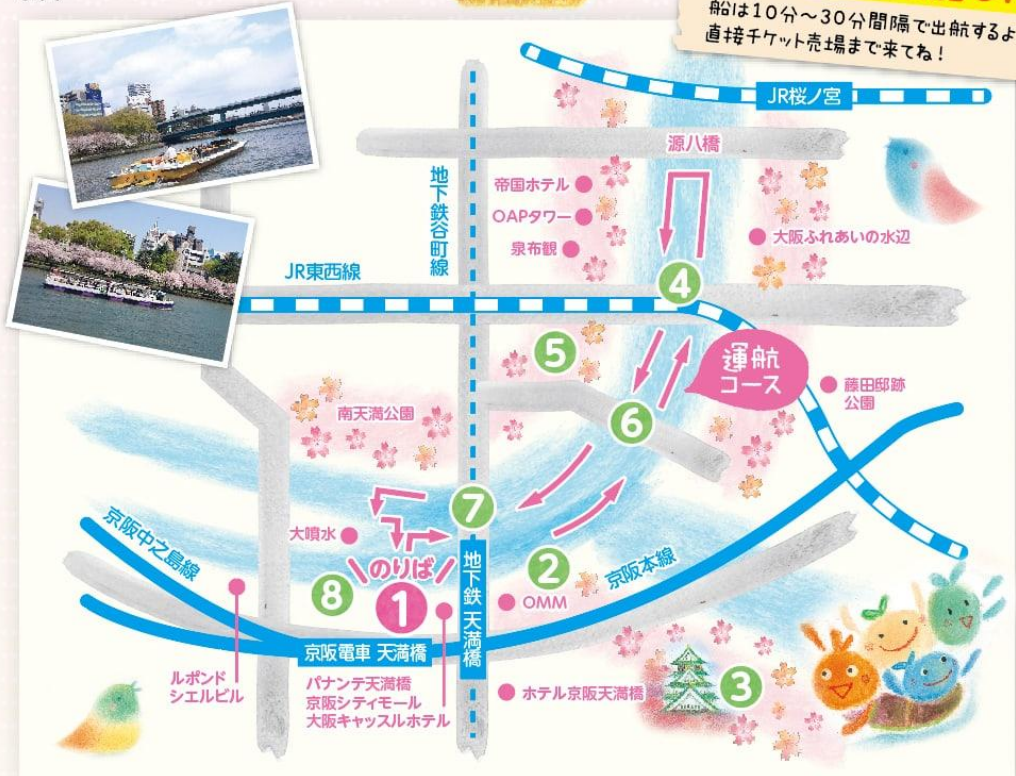 船は10分～30分間隔で出航するよ
直接チケット売場まで来てね！
JR桜ノ宮
源八橋
地下鉄谷町線
帝国ホテル
OAPタワー
泉布観
大阪ふれあいの水辺
JR東西線
4
運航
コース
5
藤田邸跡
公園
南天満公園
6
7
大噴水
京阪中之島線
のりば
1
8
地下鉄 天満橋
2
OMM
京阪本線
京阪電車 天満橋
ルポンド
シエルビル
パナンテ天満橋
京阪シティモール
大阪キャッスルホテル
ホテル京阪天満橋
3